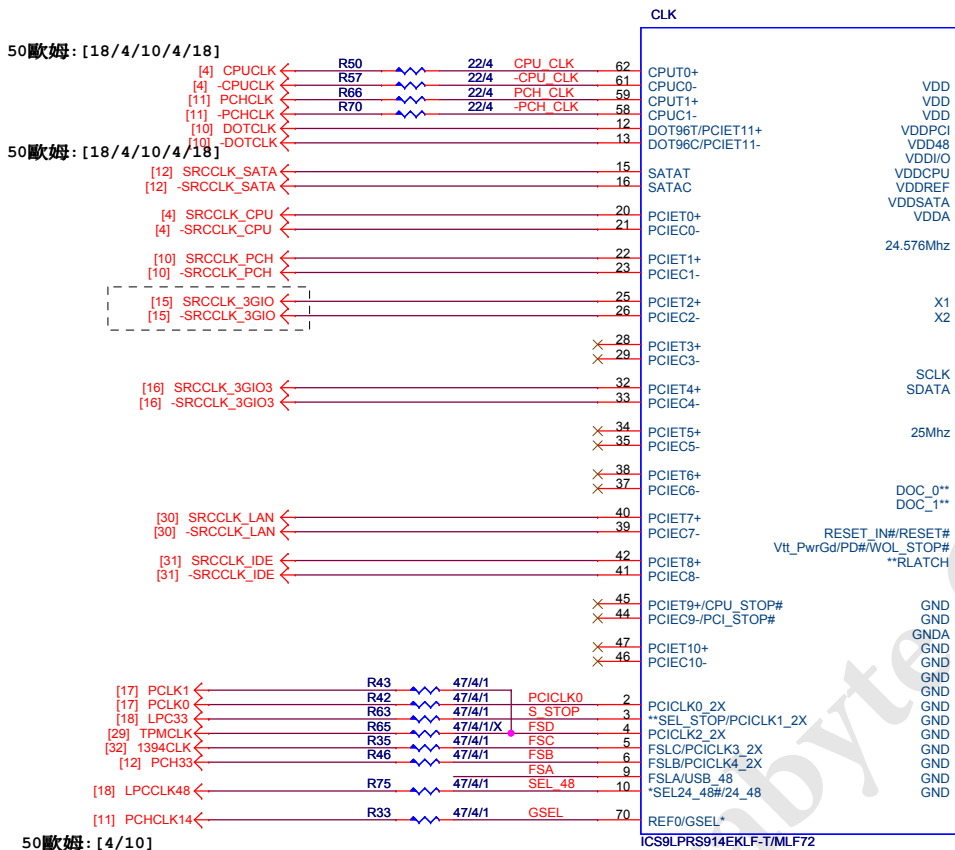 CLK
50歐姆:[18/4/10/4/18]
[4] CPUCLK R50 22/4 CPU_CLK 62 CPUT0+
[4] -CPUCLK R57 22/4 -CPU_CLK 61 CPUC0- VDD
[11] PCHCLK R66 22/4 PCH_CLK 59 CPUT1+ VDD
[11] -PCHCLK R70 22/4 -PCH_CLK 58 CPUC1- VDD
[10] DOTCLK 12 DOT96T/PCIET11+ VDDPCI
[10] -DOTCLK 13 DOT96C/PCIET11- VDD48
50歐姆:[18/4/10/4/18]
VDDI/O
[12] SRCCLK_SATA 15 SATAT VDDCPU
[12] -SRCCLK_SATA 16 SATAC VDDREF
VDDSATA
[4] SRCCLK_CPU 20 PCIET0+ VDDA
[4] -SRCCLK_CPU 21 PCIEC0-
24.576Mhz
[10] SRCCLK_PCH 22 PCIET1+
[10] -SRCCLK_PCH 23 PCIEC1-
[15] SRCCLK_3GIO 25 PCIET2+ X1
[15] -SRCCLK_3GIO 26 PCIEC2- X2
28 PCIET3+
29 PCIEC3-
SCLK
[16] SRCCLK_3GIO3 32 PCIET4+ SDATA
[16] -SRCCLK_3GIO3 33 PCIEC4-
34 PCIET5+ 25Mhz
35 PCIEC5-
38 PCIET6+
37 PCIEC6- DOC_0**
DOC_1**
[30] SRCCLK_LAN 40 PCIET7+
[30] -SRCCLK_LAN 39 PCIEC7- RESET_IN#/RESET#
Vtt_PwrGd/PD#/WOL_STOP#
[31] SRCCLK_IDE 42 PCIET8+ **RLATCH
[31] -SRCCLK_IDE 41 PCIEC8-
45 PCIET9+/CPU_STOP# GND
44 PCIEC9-/PCI_STOP# GND
GNDA
47 PCIET10+ GND
46 PCIEC10- GND
GND
[17] PCLK1 R43 47/4/1 GND
[17] PCLK0 R42 47/4/1 PCICLK0 2 PCICLK0_2X GND
[18] LPC33 R63 47/4/1 S_STOP 3 **SEL_STOP/PCICLK1_2X GND
[29] TPMCLK R65 47/4/1/X FSD 4 PCICLK2_2X GND
[32] 1394CLK R35 47/4/1 FSC 5 FSLC/PCICLK3_2X GND
[12] PCH33 R46 47/4/1 FSB 6 FSLB/PCICLK4_2X GND
FSA 9 FSLA/USB_48 GND
[18] LPCCLK48 R75 47/4/1 SEL_48 10 *SEL24_48#/24_48 GND
[11] PCHCLK14 R33 47/4/1 GSEL 70 REF0/GSEL*
50歐姆:[4/10]
ICS9LPRS914EKLF-T/MLF72